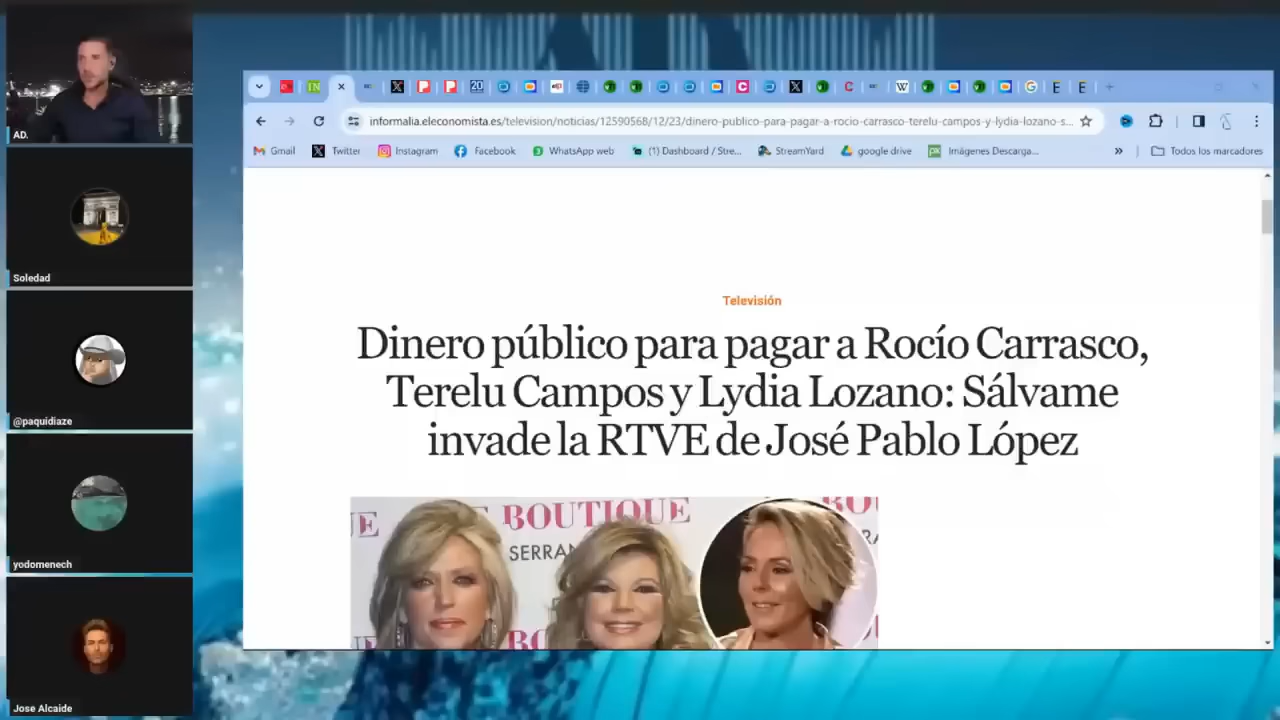 AD.
Soledad
@paquidiaze
yodomenech
Jose Alcaide
informalia.eleconomista.es/television/noticias/12590568/12/23/dinero-publico-para-pagar-a-rocio-carrasco-terelu-campos-y-lydia-lozano-s...
Gmail Twitter Instagram Facebook WhatsApp web (1) Dashboard / Stre... StreamYard google drive Imágenes Descarga... » Todos los marcadores
Televisión
Dinero público para pagar a Rocío Carrasco,
Terelu Campos y Lydia Lozano: Sálvame
invade la RTVE de José Pablo López
BOUTIQUE
SERRAN